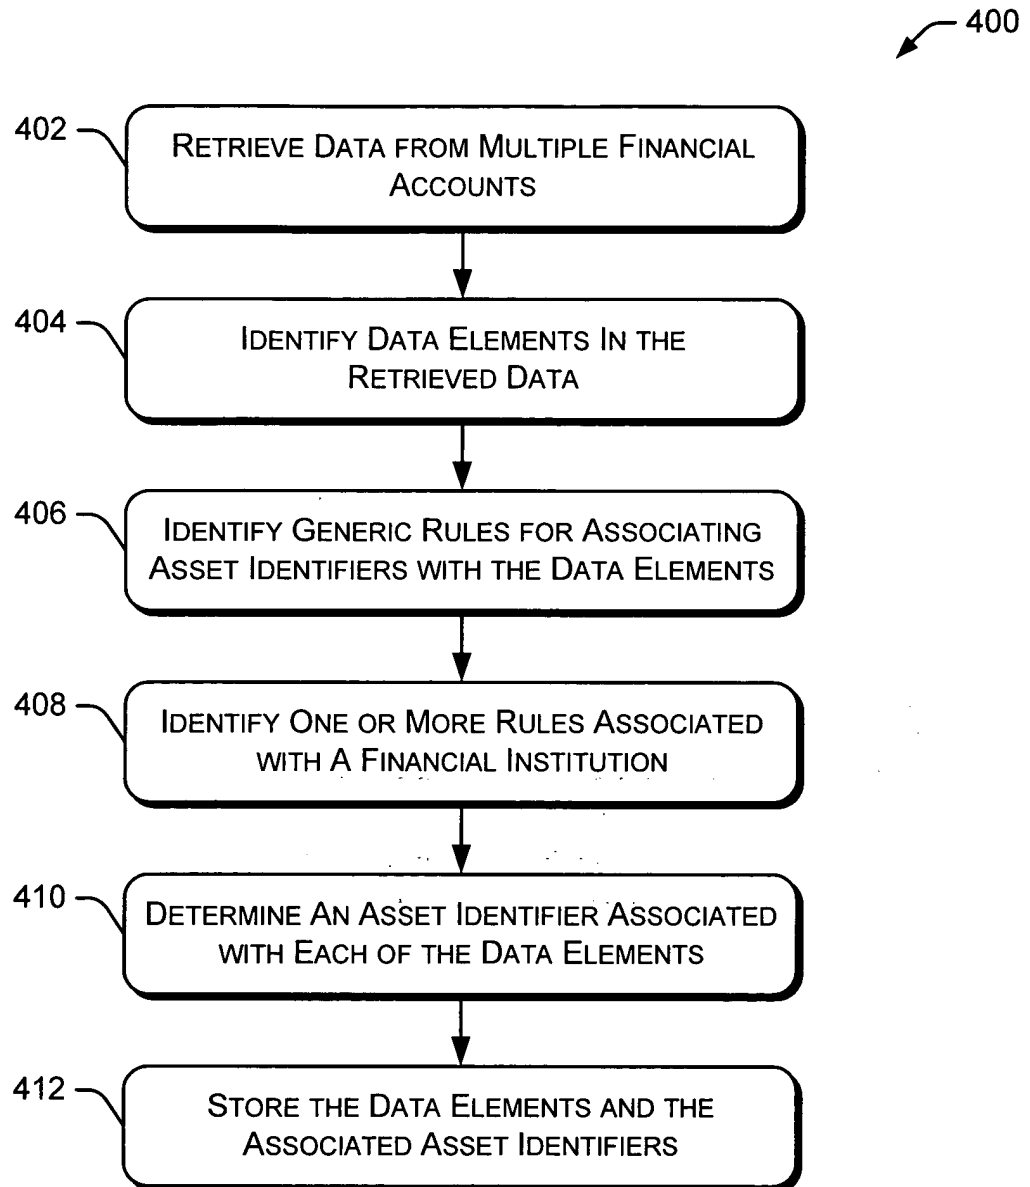 400
402
RETRIEVE DATA FROM MULTIPLE FINANCIAL
ACCOUNTS
404
IDENTIFY DATA ELEMENTS IN THE
RETRIEVED DATA
406
IDENTIFY GENERIC RULES FOR ASSOCIATING
ASSET IDENTIFIERS WITH THE DATA ELEMENTS
408
IDENTIFY ONE OR MORE RULES ASSOCIATED
WITH A FINANCIAL INSTITUTION
410
DETERMINE AN ASSET IDENTIFIER ASSOCIATED
WITH EACH OF THE DATA ELEMENTS
412
STORE THE DATA ELEMENTS AND THE
ASSOCIATED ASSET IDENTIFIERS